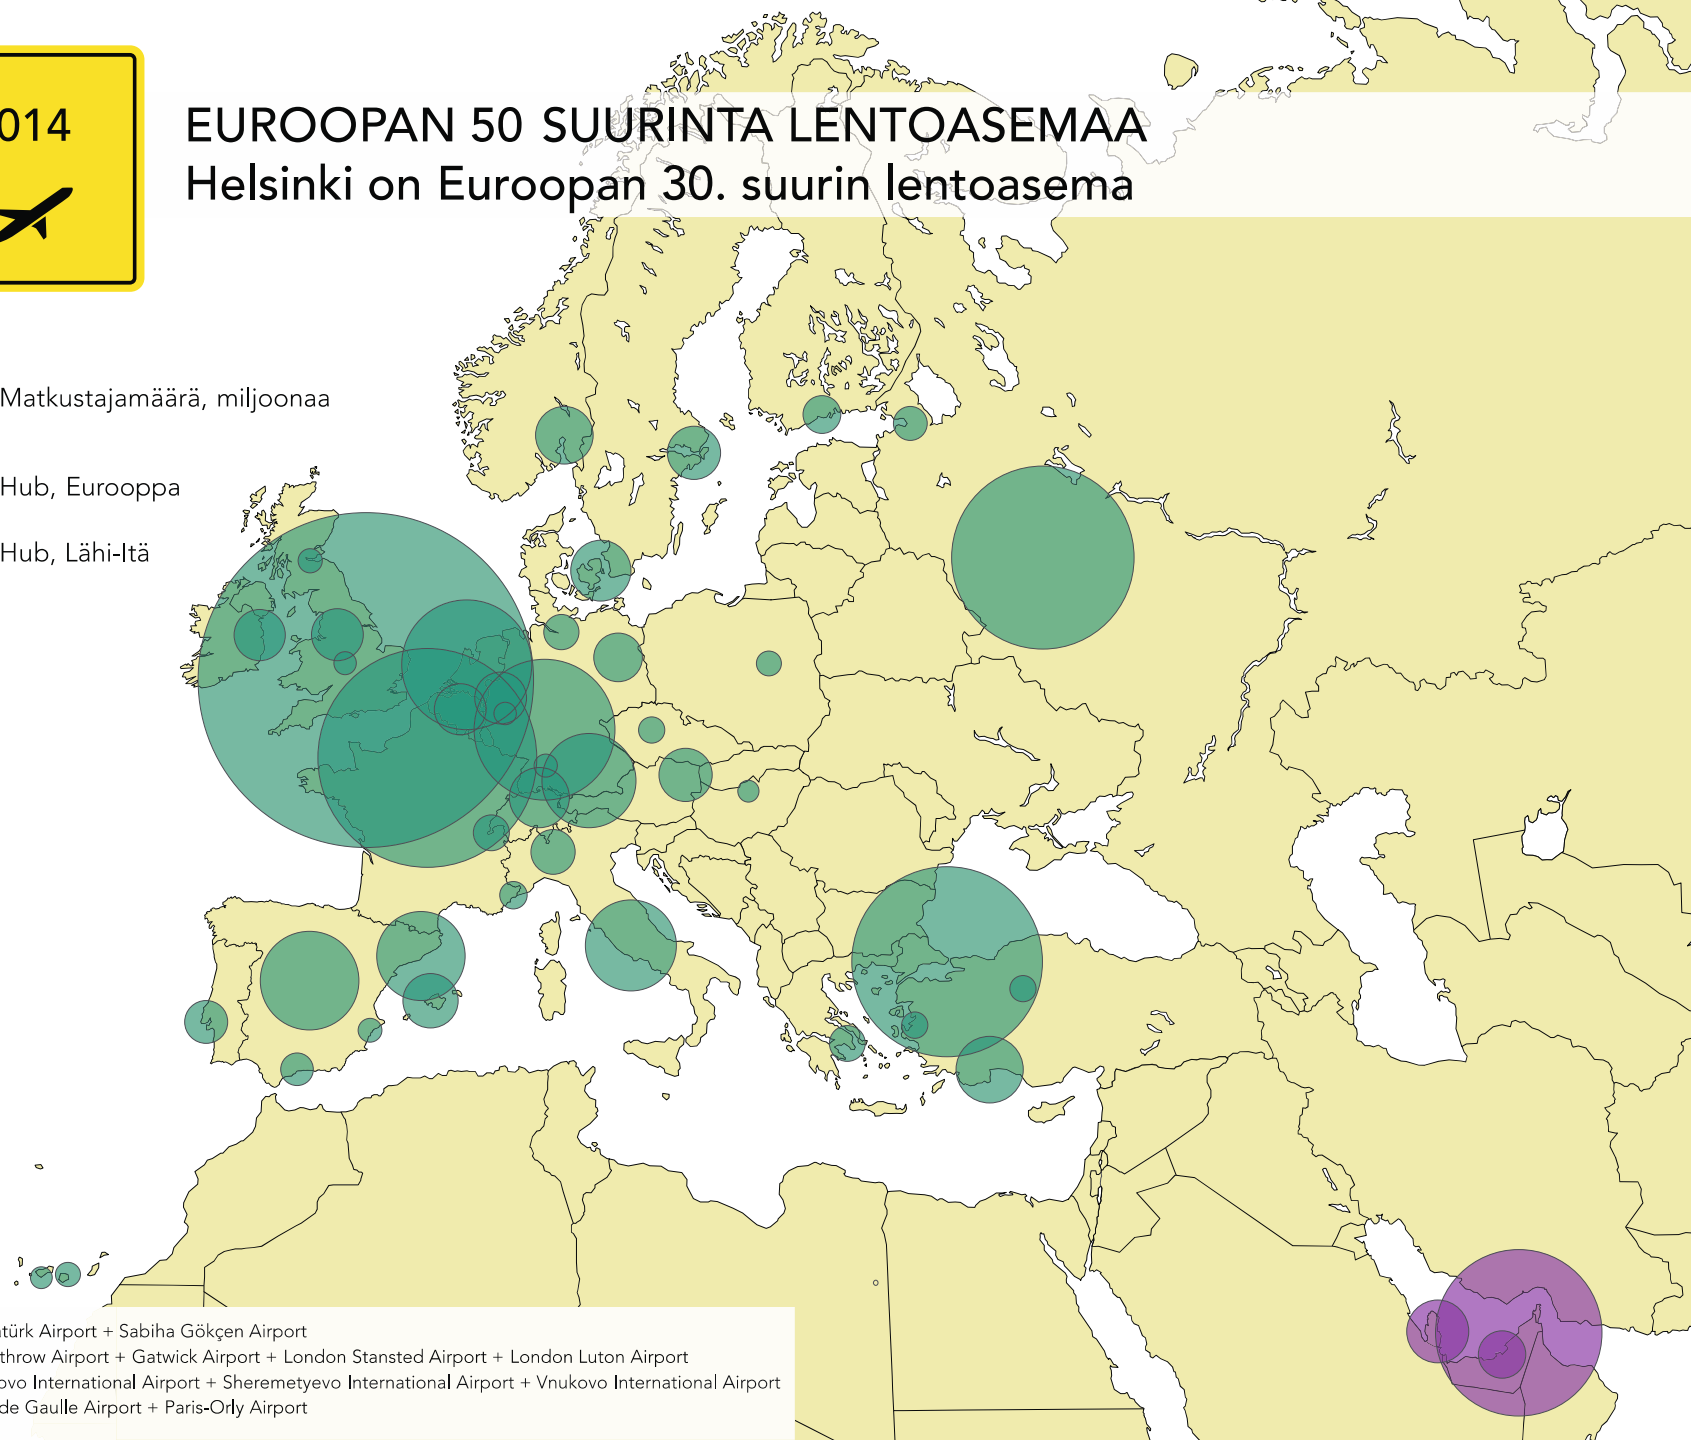 014
EUROOPAN 50 SUURINTA LENTOASEMAA
Helsinki on Euroopan 30. suurin lentoasema
Matkustajamäärä, miljoonaa
Hub, Eurooppa
Hub, Lähi-Itä
türk Airport + Sabiha Gökçen Airport
throw Airport + Gatwick Airport + London Stansted Airport + London Luton Airport
ovo International Airport + Sheremetyevo International Airport + Vnukovo International Airport
de Gaulle Airport + Paris-Orly Airport